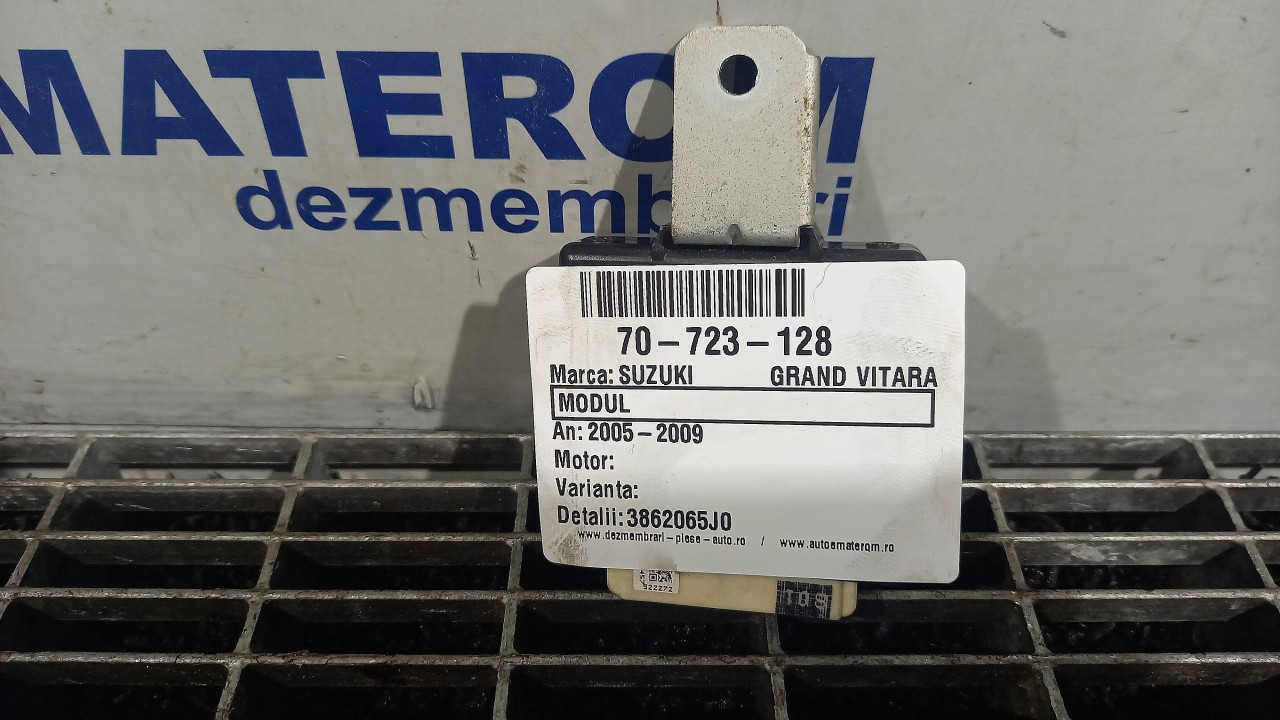 MATEROM
dezmembrari
70-723-128
Marca: SUZUKI GRAND VITARA
MODUL
An: 2005-2009
Motor:
Varianta:
Detalii: 3862065J0
www.dezmembrari-piese-auto.ro / www.autoematerom.ro
922272